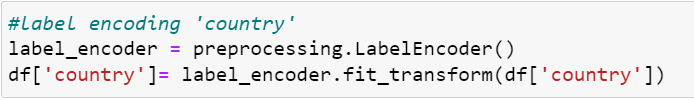 #label encoding 'country'
label_encoder = preprocessing.LabelEncoder()
df['country']= label_encoder.fit_transform(df['country'])